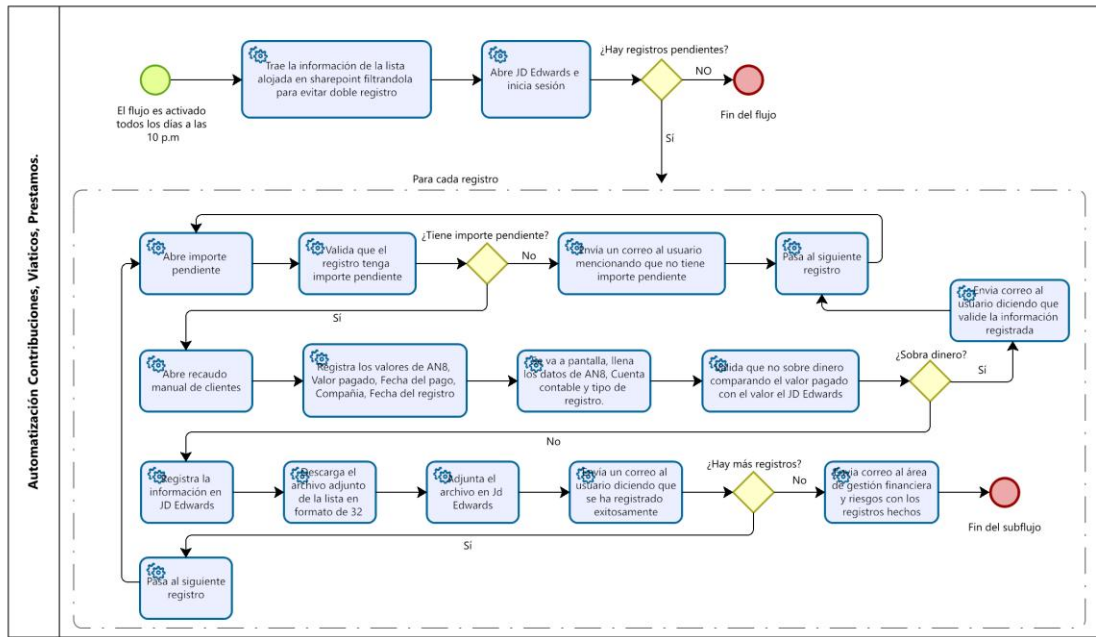 Automatización Contribuciones, Viaticos, Prestamos.
El flujo es activado
todos los días a las
10 p.m
Trae la información de la lista
alojada en sharepoint filtrandola
para evitar doble registro
Abre JD Edwards e
inicia sesión
¿Hay registros pendientes?
NO
Fin del flujo
Sí
Para cada registro
Abre importe
pendiente
Valida que el
registro tenga
importe pendiente
¿Tiene importe pendiente?
No
Envía un correo al usuario
mencionando que no tiene
importe pendiente
Pasa al siguiente
registro
Envia correo al
usuario diciendo que
valide la información
registrada
Sí
Abre recaudo
manual de clientes
Registra los valores de AN8,
Valor pagado, Fecha del pago,
Compañia, Fecha del registro
Se va a pantalla, llena
los datos de AN8, Cuenta
contable y tipo de
registro.
Valida que no sobre dinero
comparando el valor pagado
con el valor el JD Edwards
¿Sobra dinero?
Sí
No
Registra la
información en
JD Edwards
Descarga el
archivo adjunto
de la lista en
formato de 32
Adjunta el
archivo en Jd
Edwards
Envía un correo al
usuario diciendo que
se ha registrado
exitosamente
¿Hay más registros?
No
Envia correo al área
de gestión financiera
y riesgos con los
registros hechos
Fin del subflujo
Sí
Pasa al siguiente
registro